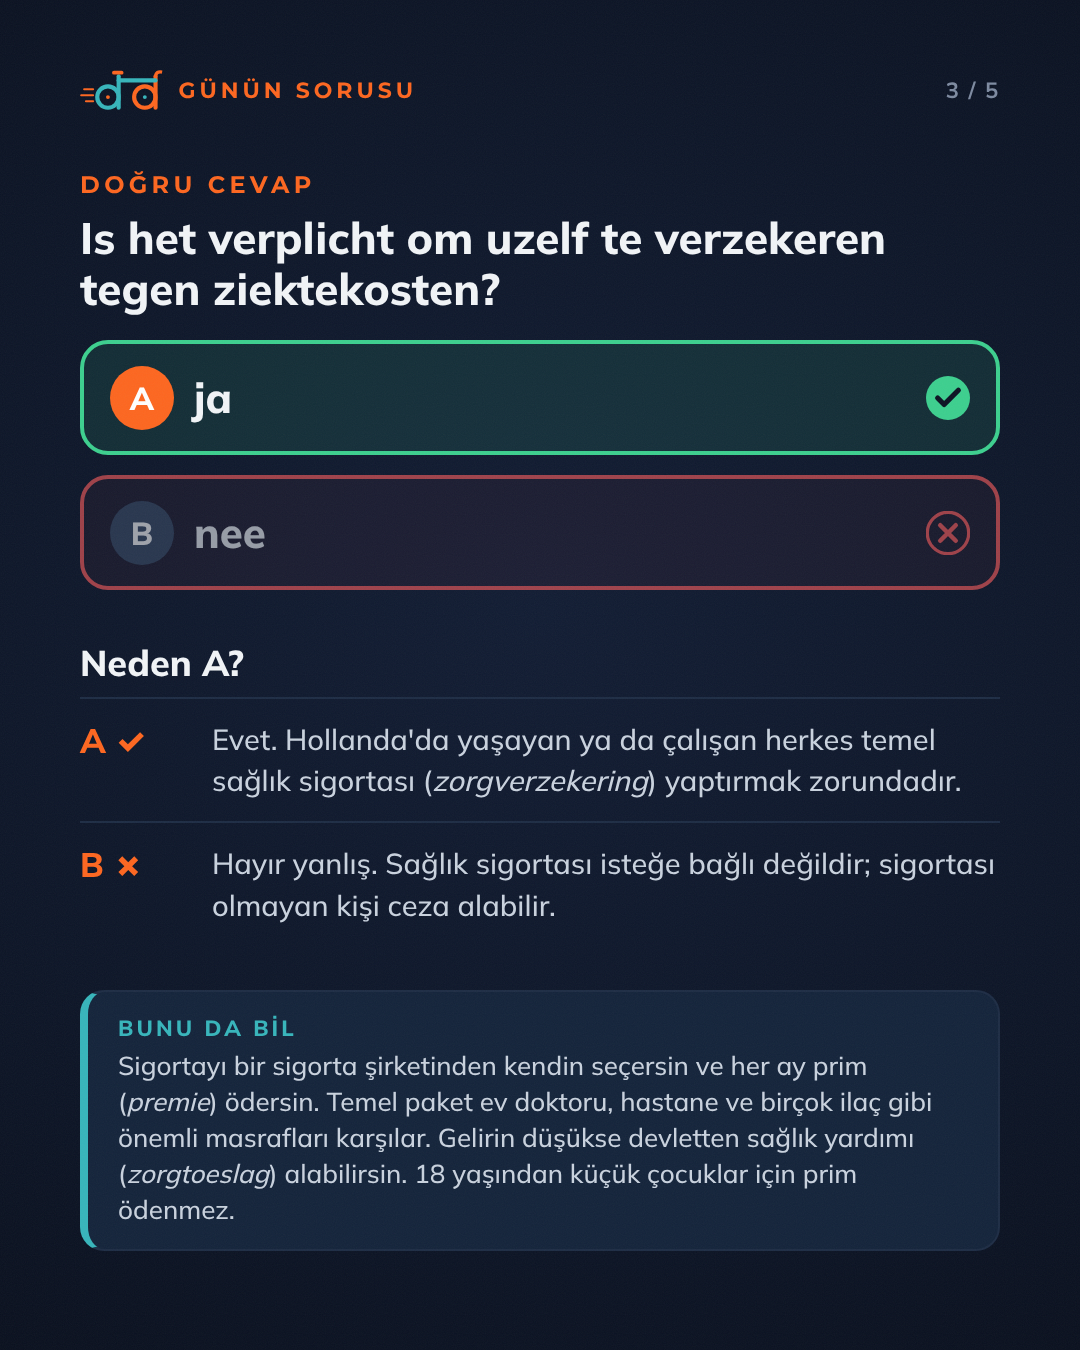 GÜNÜN SORUSU
3 / 5
DOĞRU CEVAP
Is het verplicht om uzelf te verzekeren
tegen ziektekosten?
A ja
B nee
Neden A?
A ✓ Evet. Hollanda'da yaşayan ya da çalışan herkes temel
sağlık sigortası (zorgverzekering) yaptırmak zorundadır.
B ✗ Hayır yanlış. Sağlık sigortası isteğe bağlı değildir; sigortası
olmayan kişi ceza alabilir.
BUNU DA BİL
Sigortayı bir sigorta şirketinden kendin seçersin ve her ay prim
(premie) ödersin. Temel paket ev doktoru, hastane ve birçok ilaç gibi
önemli masrafları karşılar. Gelirin düşükse devletten sağlık yardımı
(zorgtoeslag) alabilirsin. 18 yaşından küçük çocuklar için prim
ödenmez.